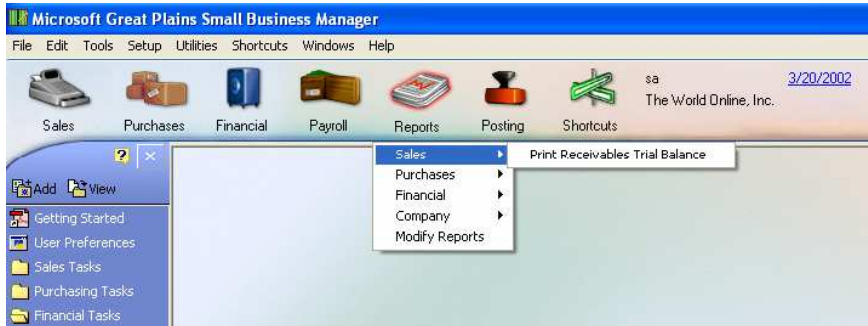 Microsoft Great Plains Small Business Manager
File Edit Tools Setup Utilities Shortcuts Windows Help
sa 3/20/2002
The World Online, Inc.
Sales Purchases Financial Payroll Reports Posting Shortcuts
Sales Print Receivables Trial Balance
Purchases
Financial
Company
Modify Reports
Add View
Getting Started
User Preferences
Sales Tasks
Purchasing Tasks
Financial Tasks